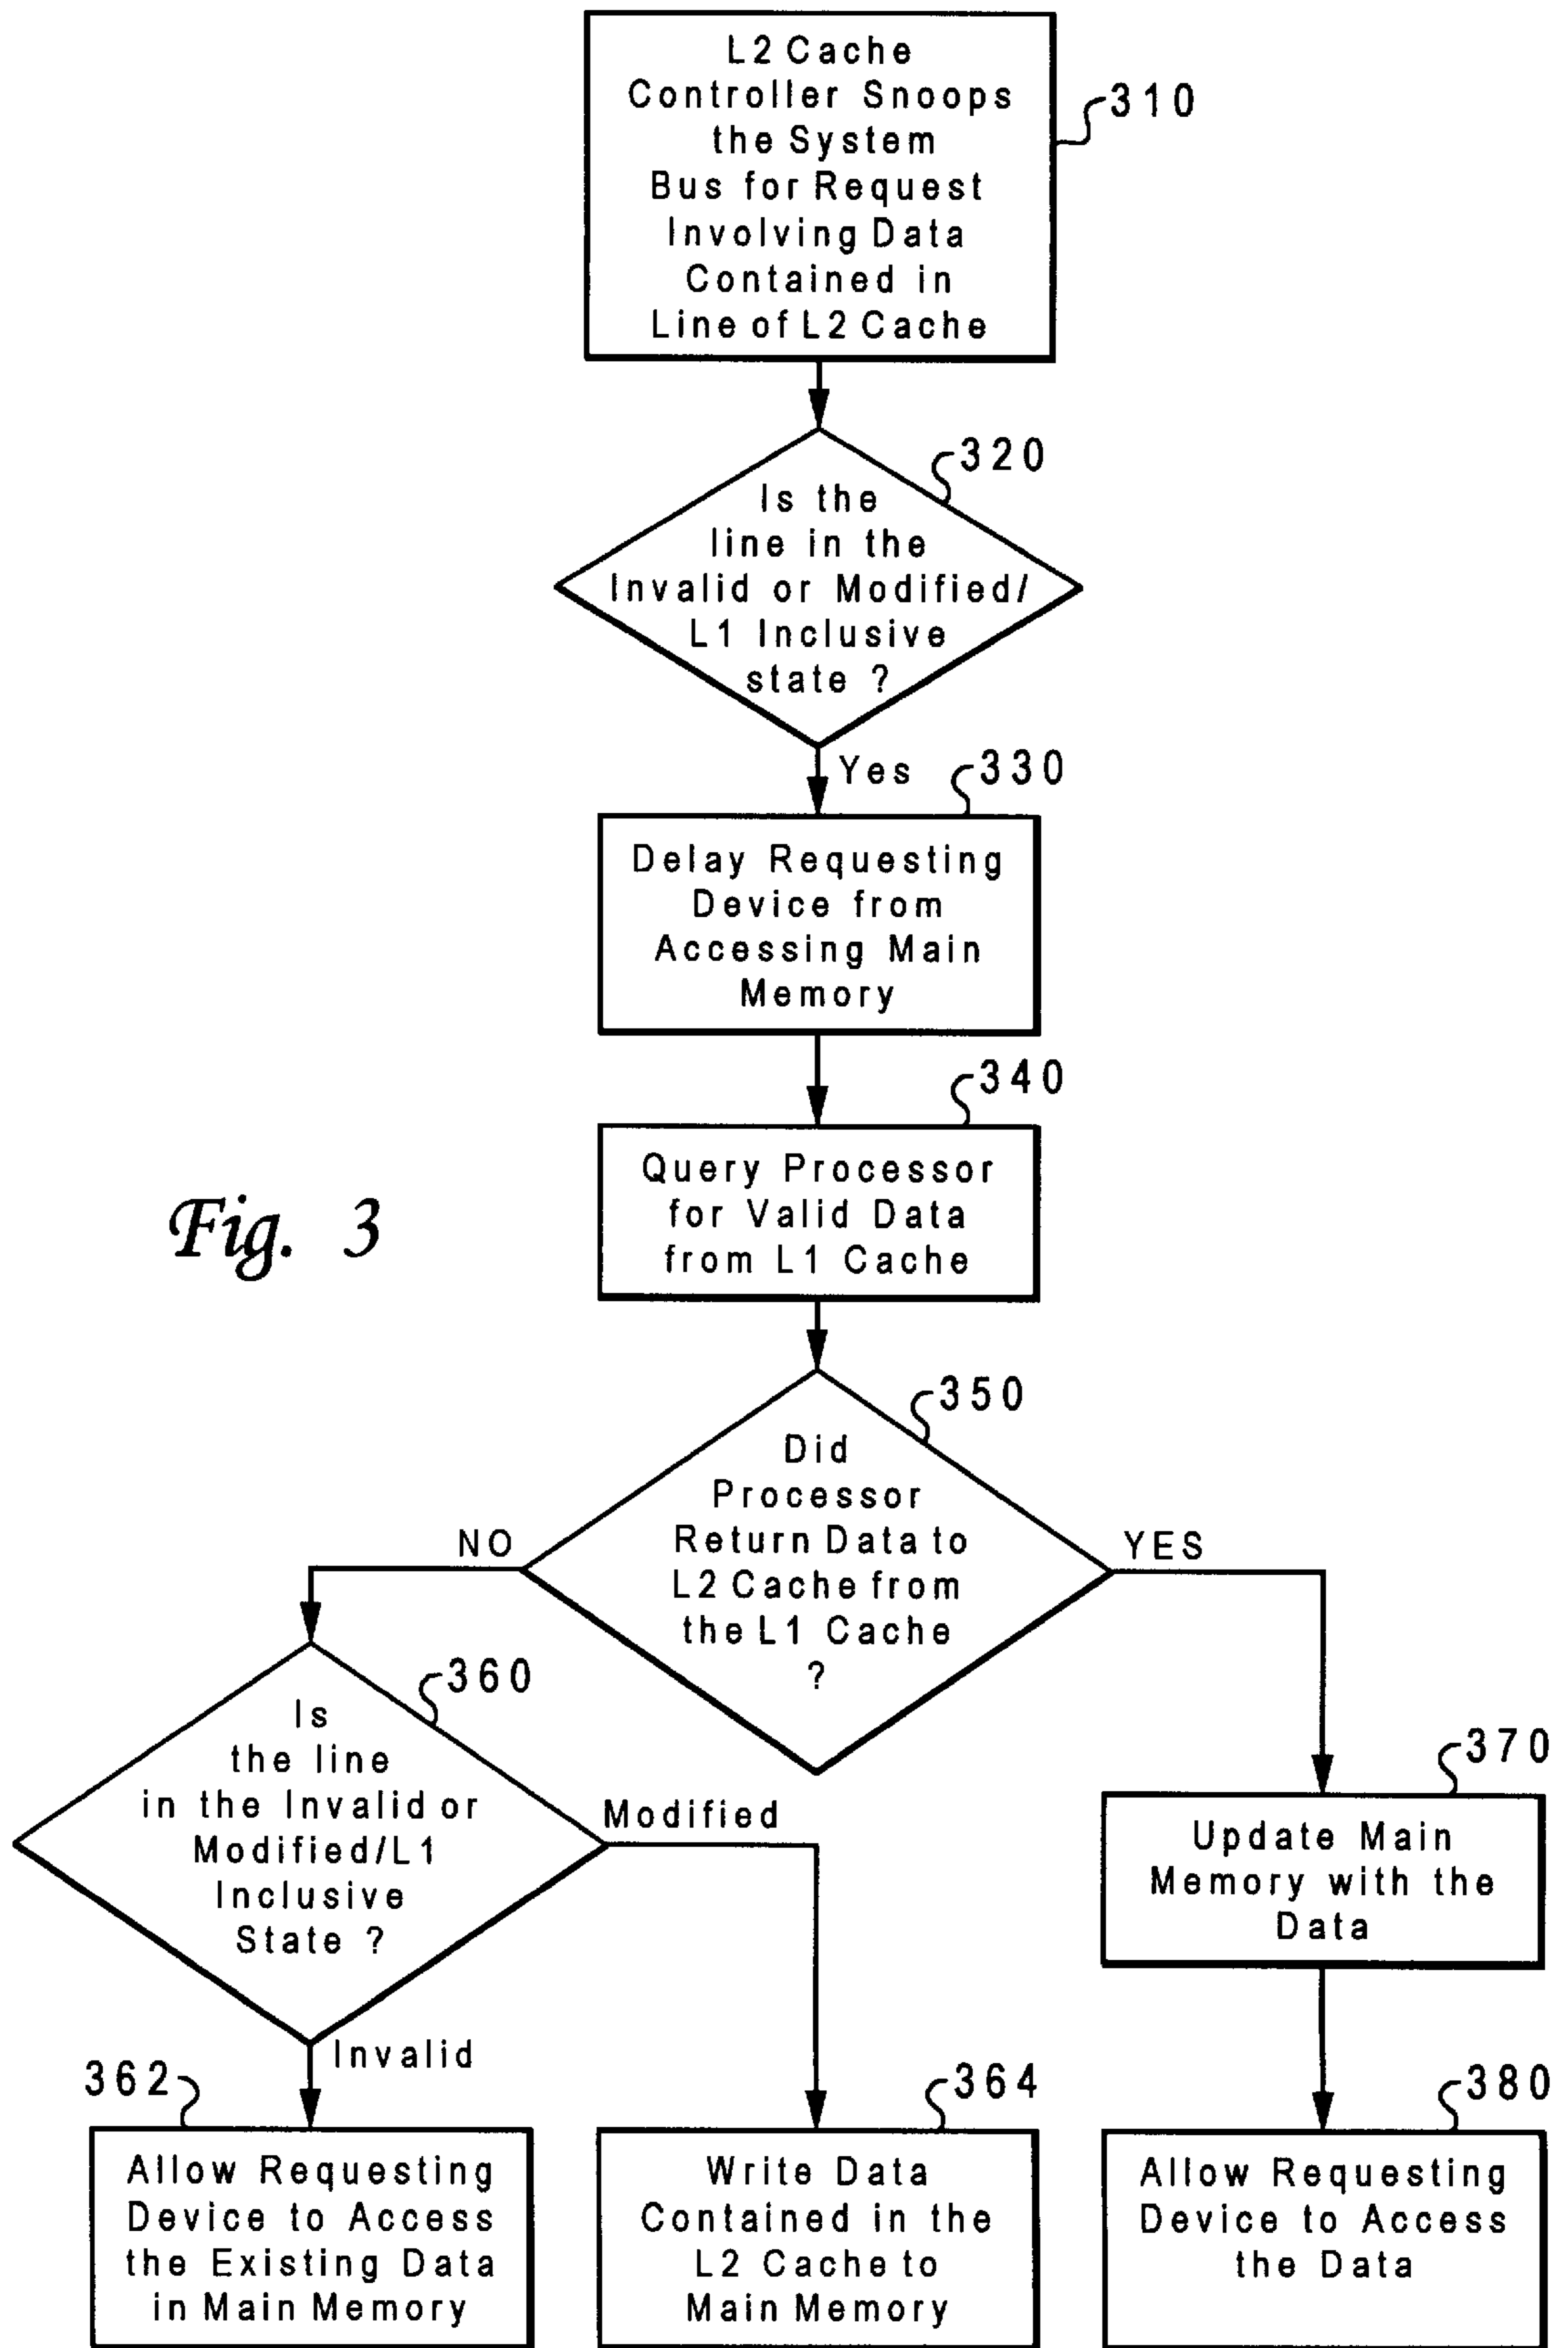 L2 Cache
Controller Snoops
the System
Bus for Request
Involving Data
Contained in
Line of L2 Cache
310
320
Is the
line in the
Invalid or Modified/
L1 Inclusive
state ?
Yes
330
Delay Requesting
Device from
Accessing Main
Memory
340
Query Processor
for Valid Data
from L1 Cache
Fig. 3
350
Did
Processor
Return Data to
L2 Cache from
the L1 Cache
?
NO
YES
360
Is
the line
in the Invalid or
Modified/L1
Inclusive
State ?
Modified
Invalid
370
Update Main
Memory with the
Data
362
Allow Requesting
Device to Access
the Existing Data
in Main Memory
364
Write Data
Contained in the
L2 Cache to
Main Memory
380
Allow Requesting
Device to Access
the Data